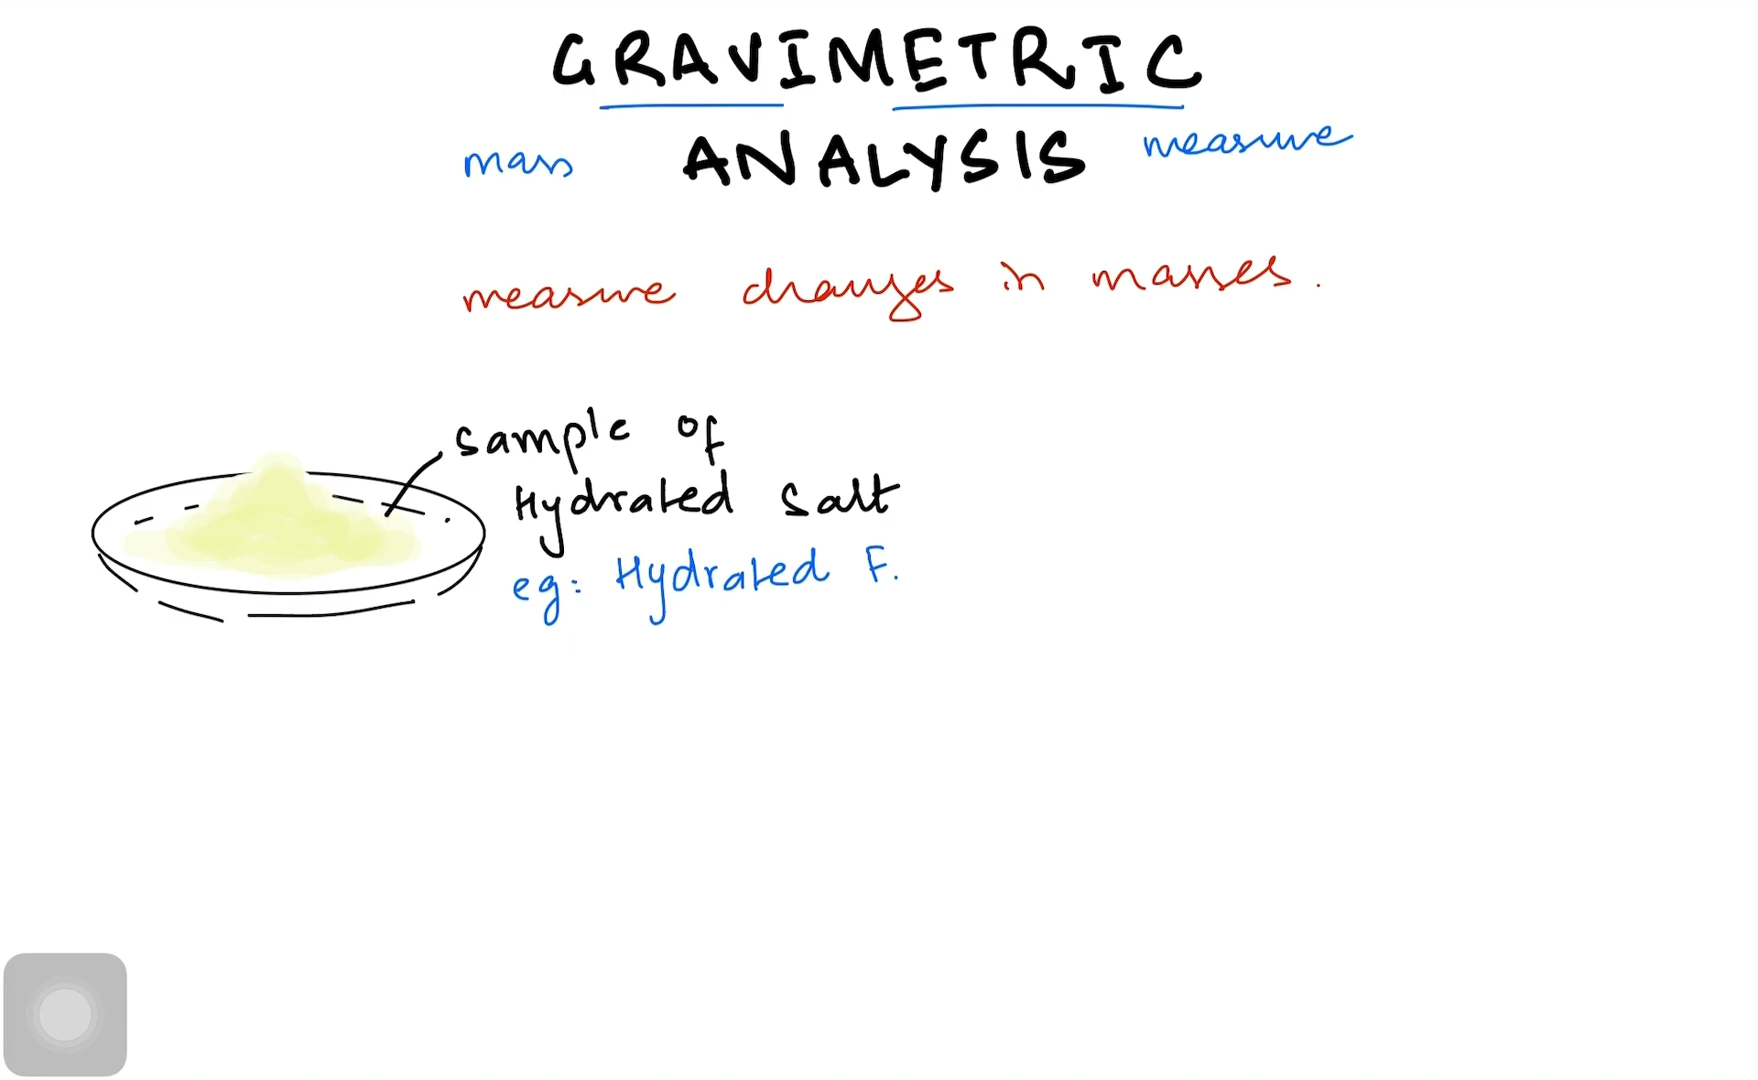 GRAVIMETRIC
mass ANALYSIS measure
measure changes in masses.
sample of
Hydrated salt
eg: Hydrated F.